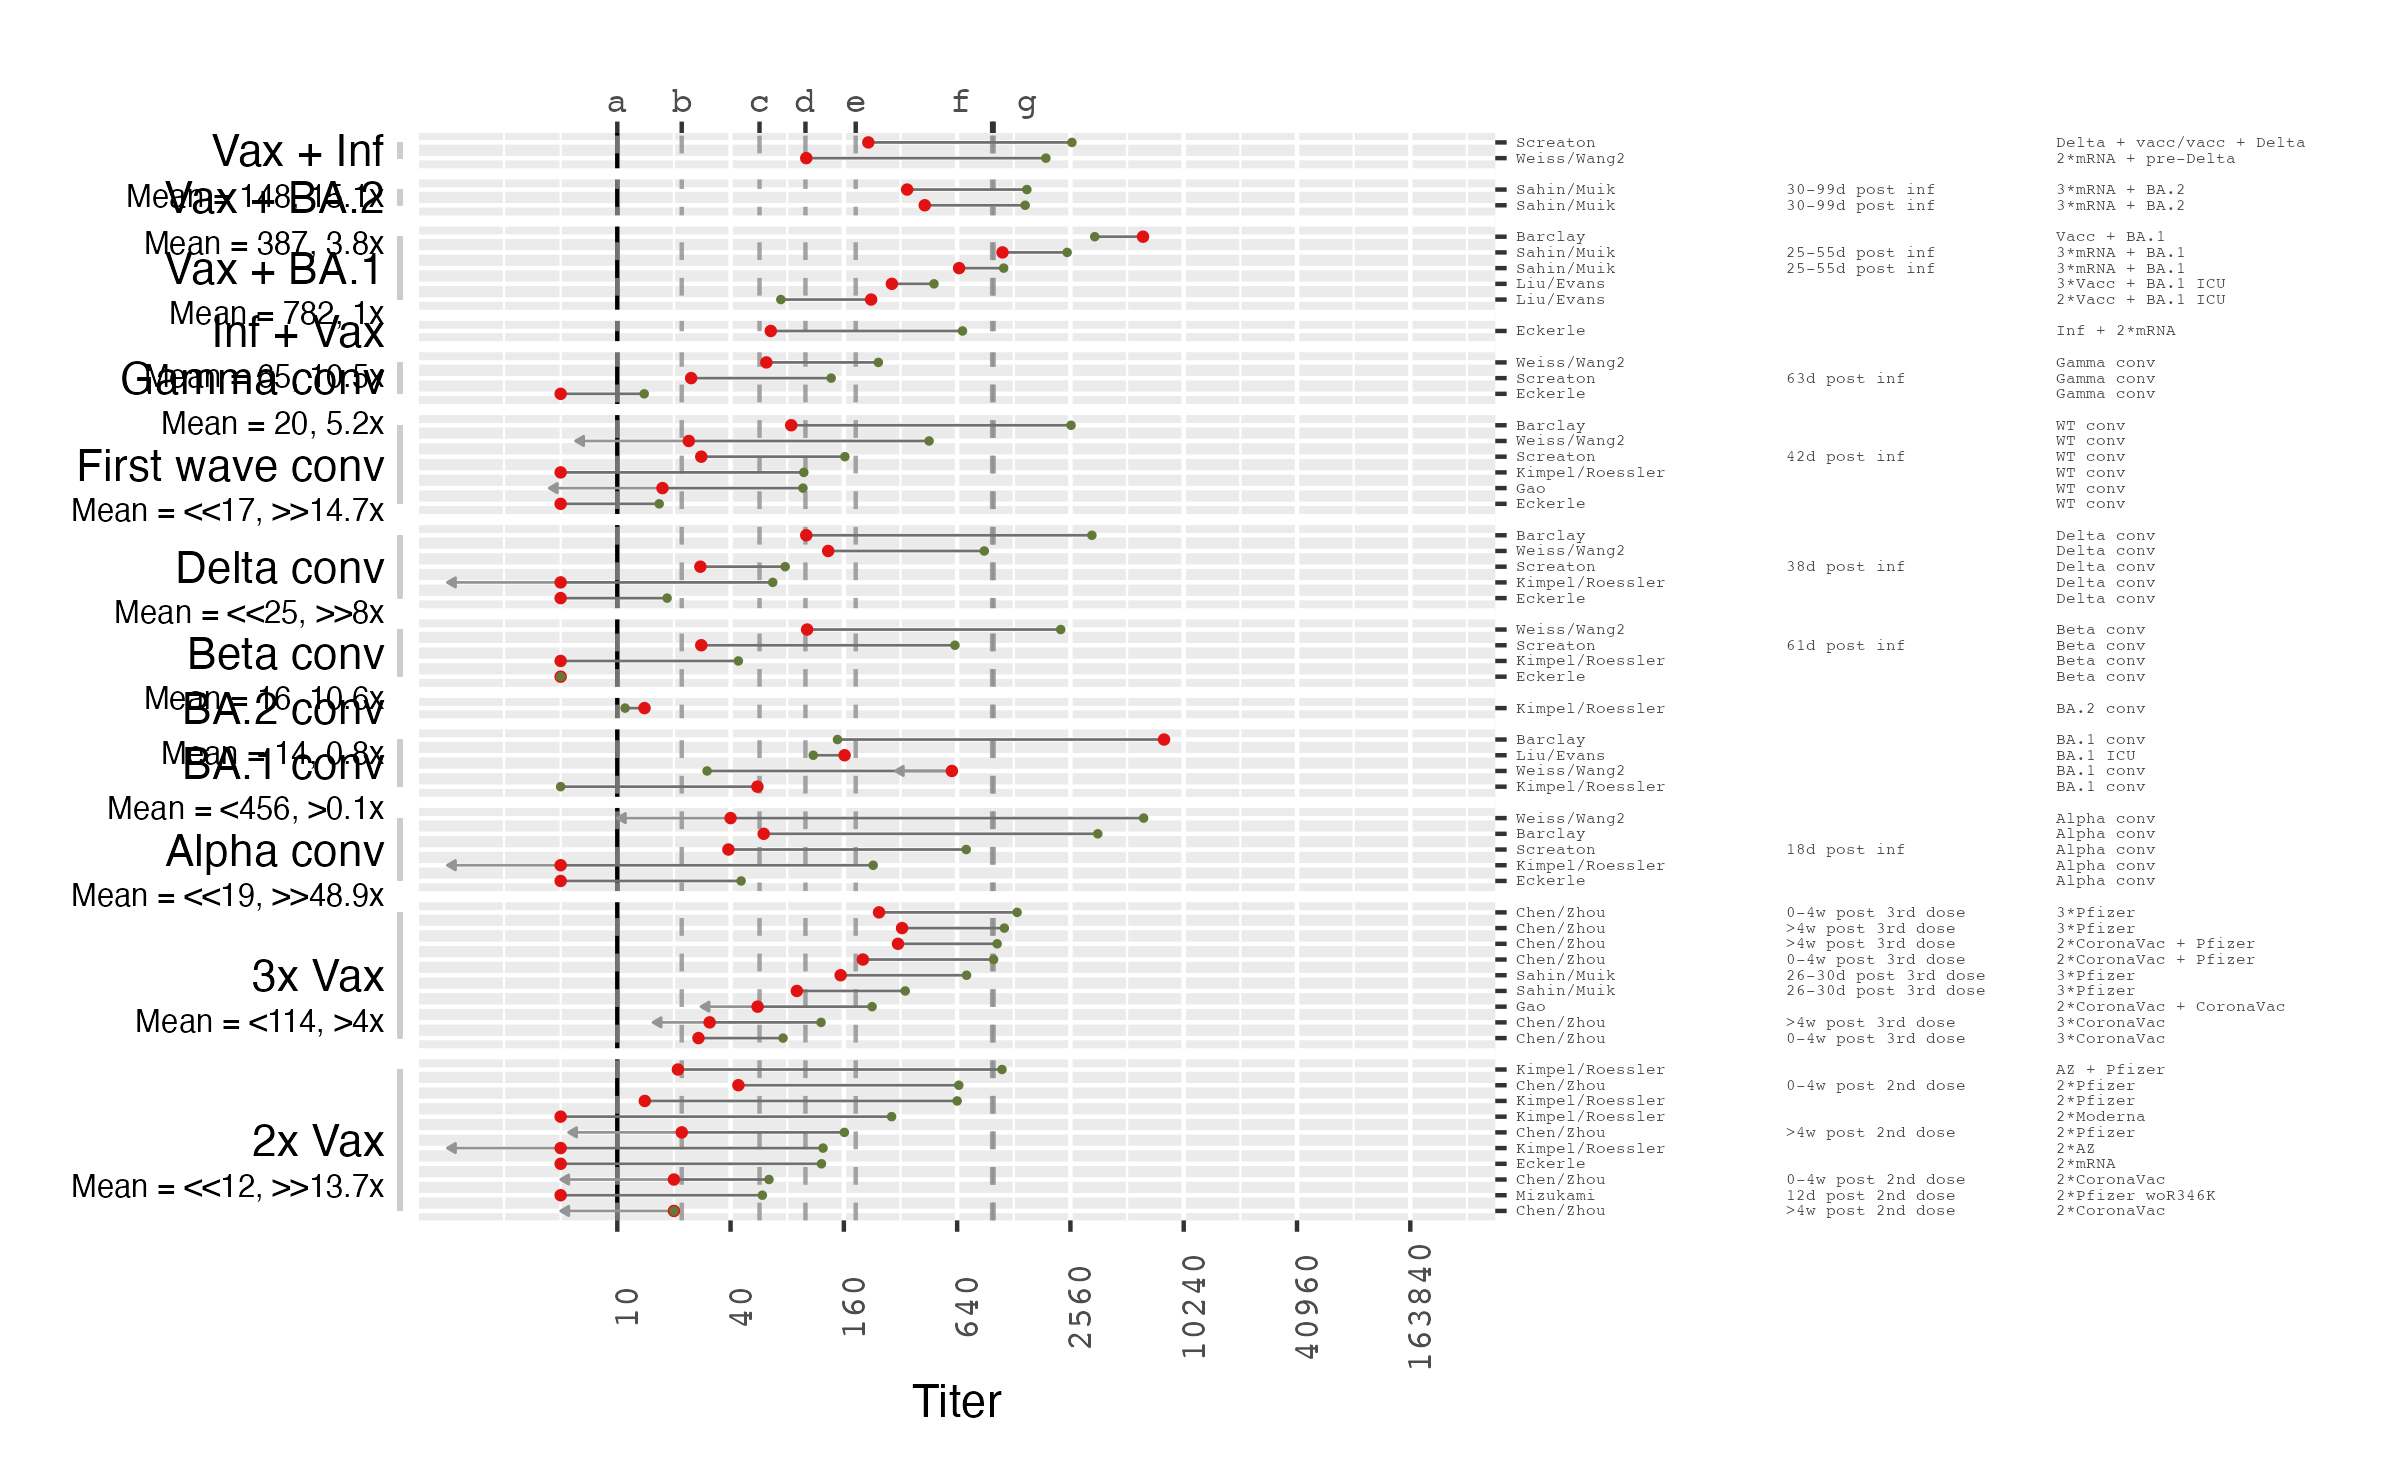 a b c d e f g
Vax + Inf
Mean = 148, 15.1x
Vax + BA.2
Mean = 387, 3.8x
Vax + BA.1
Mean = 782, 1x
Inf + Vax
Mean = 65, 10.5x
Gamma conv
Mean = 20, 5.2x
First wave conv
Mean = <<17, >>14.7x
Delta conv
Mean = <<25, >>8x
Beta conv
Mean = 16, 10.6x
BA.2 conv
Mean = 14, 0.8x
BA.1 conv
Mean = <456, >0.1x
Alpha conv
Mean = <<19, >>48.9x
3x Vax
Mean = <114, >4x
2x Vax
Mean = <<12, >>13.7x
Screaton Delta + vacc/vacc + Delta
Weiss/Wang2 2*mRNA + pre-Delta
Sahin/Muik 30-99d post inf 3*mRNA + BA.2
Sahin/Muik 30-99d post inf 3*mRNA + BA.2
Barclay Vacc + BA.1
Sahin/Muik 25-55d post inf 3*mRNA + BA.1
Sahin/Muik 25-55d post inf 3*mRNA + BA.1
Liu/Evans 3*Vacc + BA.1 ICU
Liu/Evans 2*Vacc + BA.1 ICU
Eckerle Inf + 2*mRNA
Weiss/Wang2 Gamma conv
Screaton 63d post inf Gamma conv
Eckerle Gamma conv
Barclay WT conv
Weiss/Wang2 WT conv
Screaton 42d post inf WT conv
Kimpel/Roessler WT conv
Gao WT conv
Eckerle WT conv
Barclay Delta conv
Weiss/Wang2 Delta conv
Screaton 38d post inf Delta conv
Kimpel/Roessler Delta conv
Eckerle Delta conv
Weiss/Wang2 Beta conv
Screaton 61d post inf Beta conv
Kimpel/Roessler Beta conv
Eckerle Beta conv
Kimpel/Roessler BA.2 conv
Barclay BA.1 conv
Liu/Evans BA.1 ICU
Weiss/Wang2 BA.1 conv
Kimpel/Roessler BA.1 conv
Weiss/Wang2 Alpha conv
Barclay Alpha conv
Screaton 18d post inf Alpha conv
Kimpel/Roessler Alpha conv
Eckerle Alpha conv
Chen/Zhou 0-4w post 3rd dose 3*Pfizer
Chen/Zhou >4w post 3rd dose 3*Pfizer
Chen/Zhou >4w post 3rd dose 2*CoronaVac + Pfizer
Chen/Zhou 0-4w post 3rd dose 2*CoronaVac + Pfizer
Sahin/Muik 26-30d post 3rd dose 3*Pfizer
Sahin/Muik 26-30d post 3rd dose 3*Pfizer
Gao 2*CoronaVac + CoronaVac
Chen/Zhou >4w post 3rd dose 3*CoronaVac
Chen/Zhou 0-4w post 3rd dose 3*CoronaVac
Kimpel/Roessler AZ + Pfizer
Chen/Zhou 0-4w post 2nd dose 2*Pfizer
Kimpel/Roessler 2*Pfizer
Kimpel/Roessler 2*Moderna
Chen/Zhou >4w post 2nd dose 2*Pfizer
Kimpel/Roessler 2*AZ
Eckerle 2*mRNA
Chen/Zhou 0-4w post 2nd dose 2*CoronaVac
Mizukami 12d post 2nd dose 2*Pfizer woR346K
Chen/Zhou >4w post 2nd dose 2*CoronaVac
10 40 160 640 2560 10240 40960 163840
Titer